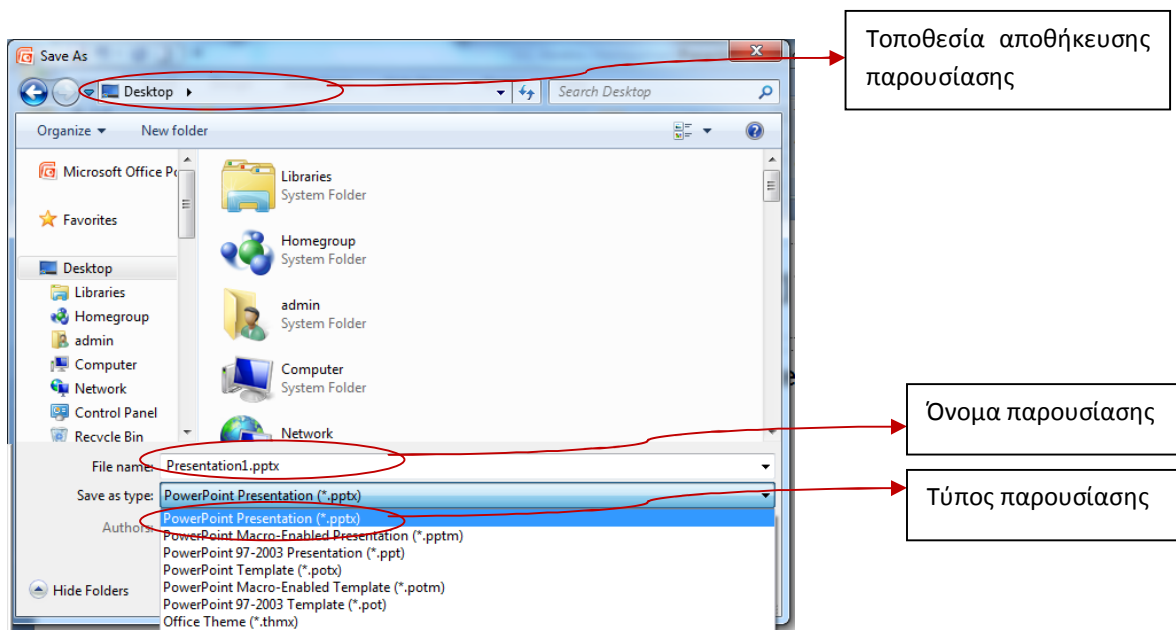 Save As
Τοποθεσία αποθήκευσης
παρουσίασης
Desktop
Search Desktop
Organize
New folder
Microsoft Office
Favorites
Desktop
Libraries
Homegroup
admin
Computer
Network
Control Panel
Recycle Bin
Libraries
System Folder
Homegroup
System Folder
admin
System Folder
Computer
System Folder
Network
Όνομα παρουσίασης
File name: Presentation1.pptx
Save as type: PowerPoint Presentation (*.pptx)
Τύπος παρουσίασης
Authors:
PowerPoint Presentation (*.pptx)
PowerPoint Macro-Enabled Presentation (*.pptm)
PowerPoint 97-2003 Presentation (*.ppt)
PowerPoint Template (*.potx)
PowerPoint Macro-Enabled Template (*.potm)
PowerPoint 97-2003 Template (*.pot)
Office Theme (*.thmx)
Hide Folders